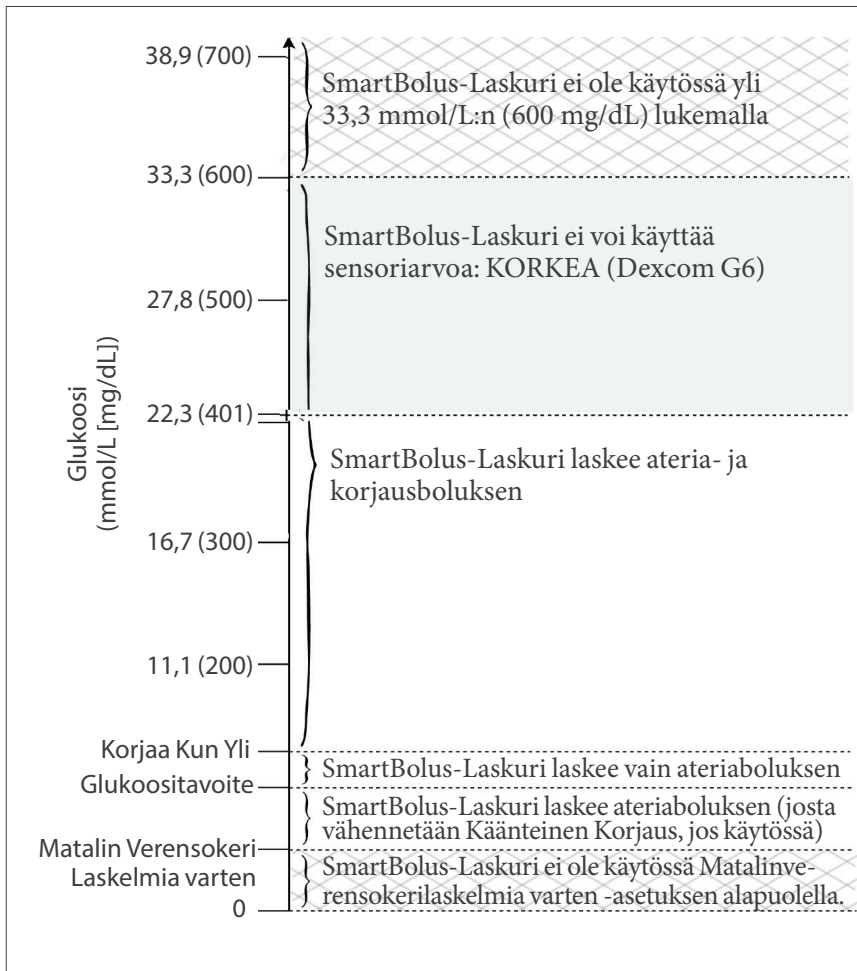 38,9 (700)
SmartBolus-Laskuri ei ole käytössä yli
33,3 mmol/L:n (600 mg/dL) lukemalla
33,3 (600)
SmartBolus-Laskuri ei voi käyttää
sensoriarvoa: KORKEA (Dexcom G6)
27,8 (500)
Glukoosi
(mmol/L [mg/dL])
22,3 (401)
SmartBolus-Laskuri laskee ateria- ja
korjausboluksen
16,7 (300)
11,1 (200)
Korjaa Kun Yli
SmartBolus-Laskuri laskee vain ateriaboluksen
Glukoositavoite
SmartBolus-Laskuri laskee ateriaboluksen (josta
vähennetään Käänteinen Korjaus, jos käytössä)
Matalin Verensokeri
Laskelmia varten
SmartBolus-Laskuri ei ole käytössä Matalinve-
rensokerilaskelmia varten -asetuksen alapuolella.
0